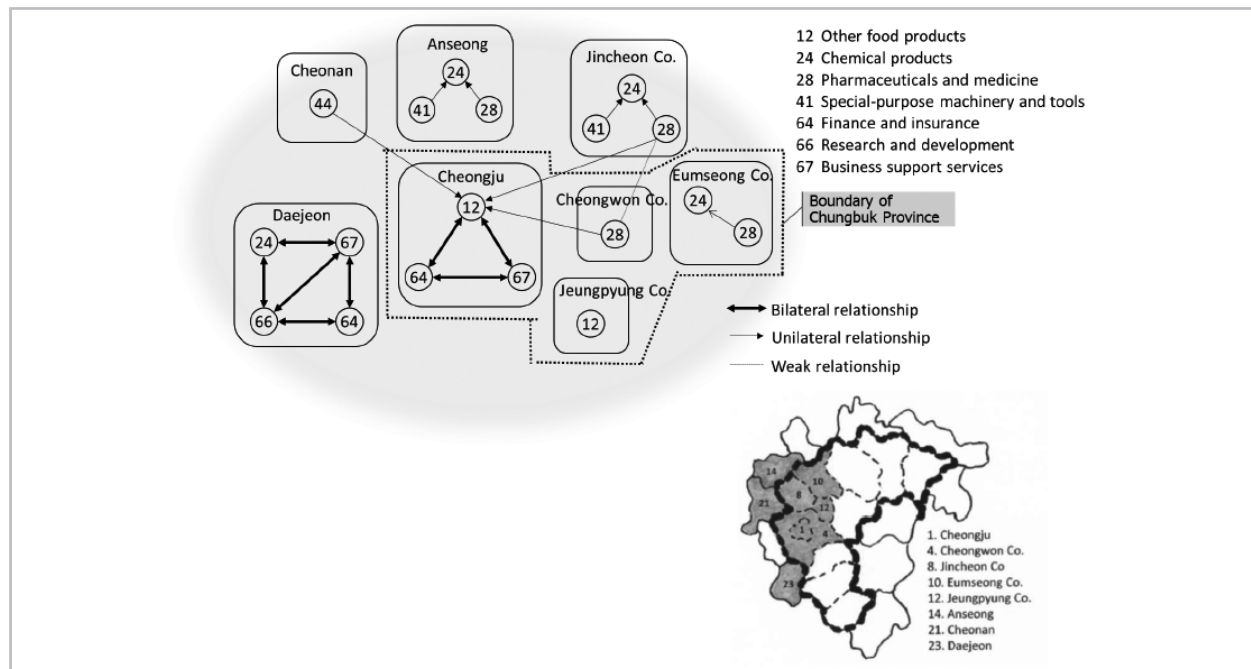 Anseong
24
41
28
Cheonan
44
Jincheon Co.
24
41
28
12 Other food products
24 Chemical products
28 Pharmaceuticals and medicine
41 Special-purpose machinery and tools
64 Finance and insurance
66 Research and development
67 Business support services
Boundary of
Chungbuk Province
Cheongju
12
64
67
Cheongwon Co.
28
Eumseong Co.
24
28
Daejeon
24
67
66
64
Jeungpyung Co.
12
Bilateral relationship
Unilateral relationship
Weak relationship
14
10
21
8
12
1
4
23
1. Cheongju
4. Cheongwon Co.
8. Jincheon Co
10. Eumseong Co.
12. Jeungpyung Co.
14. Anseong
21. Cheonan
23. Daejeon